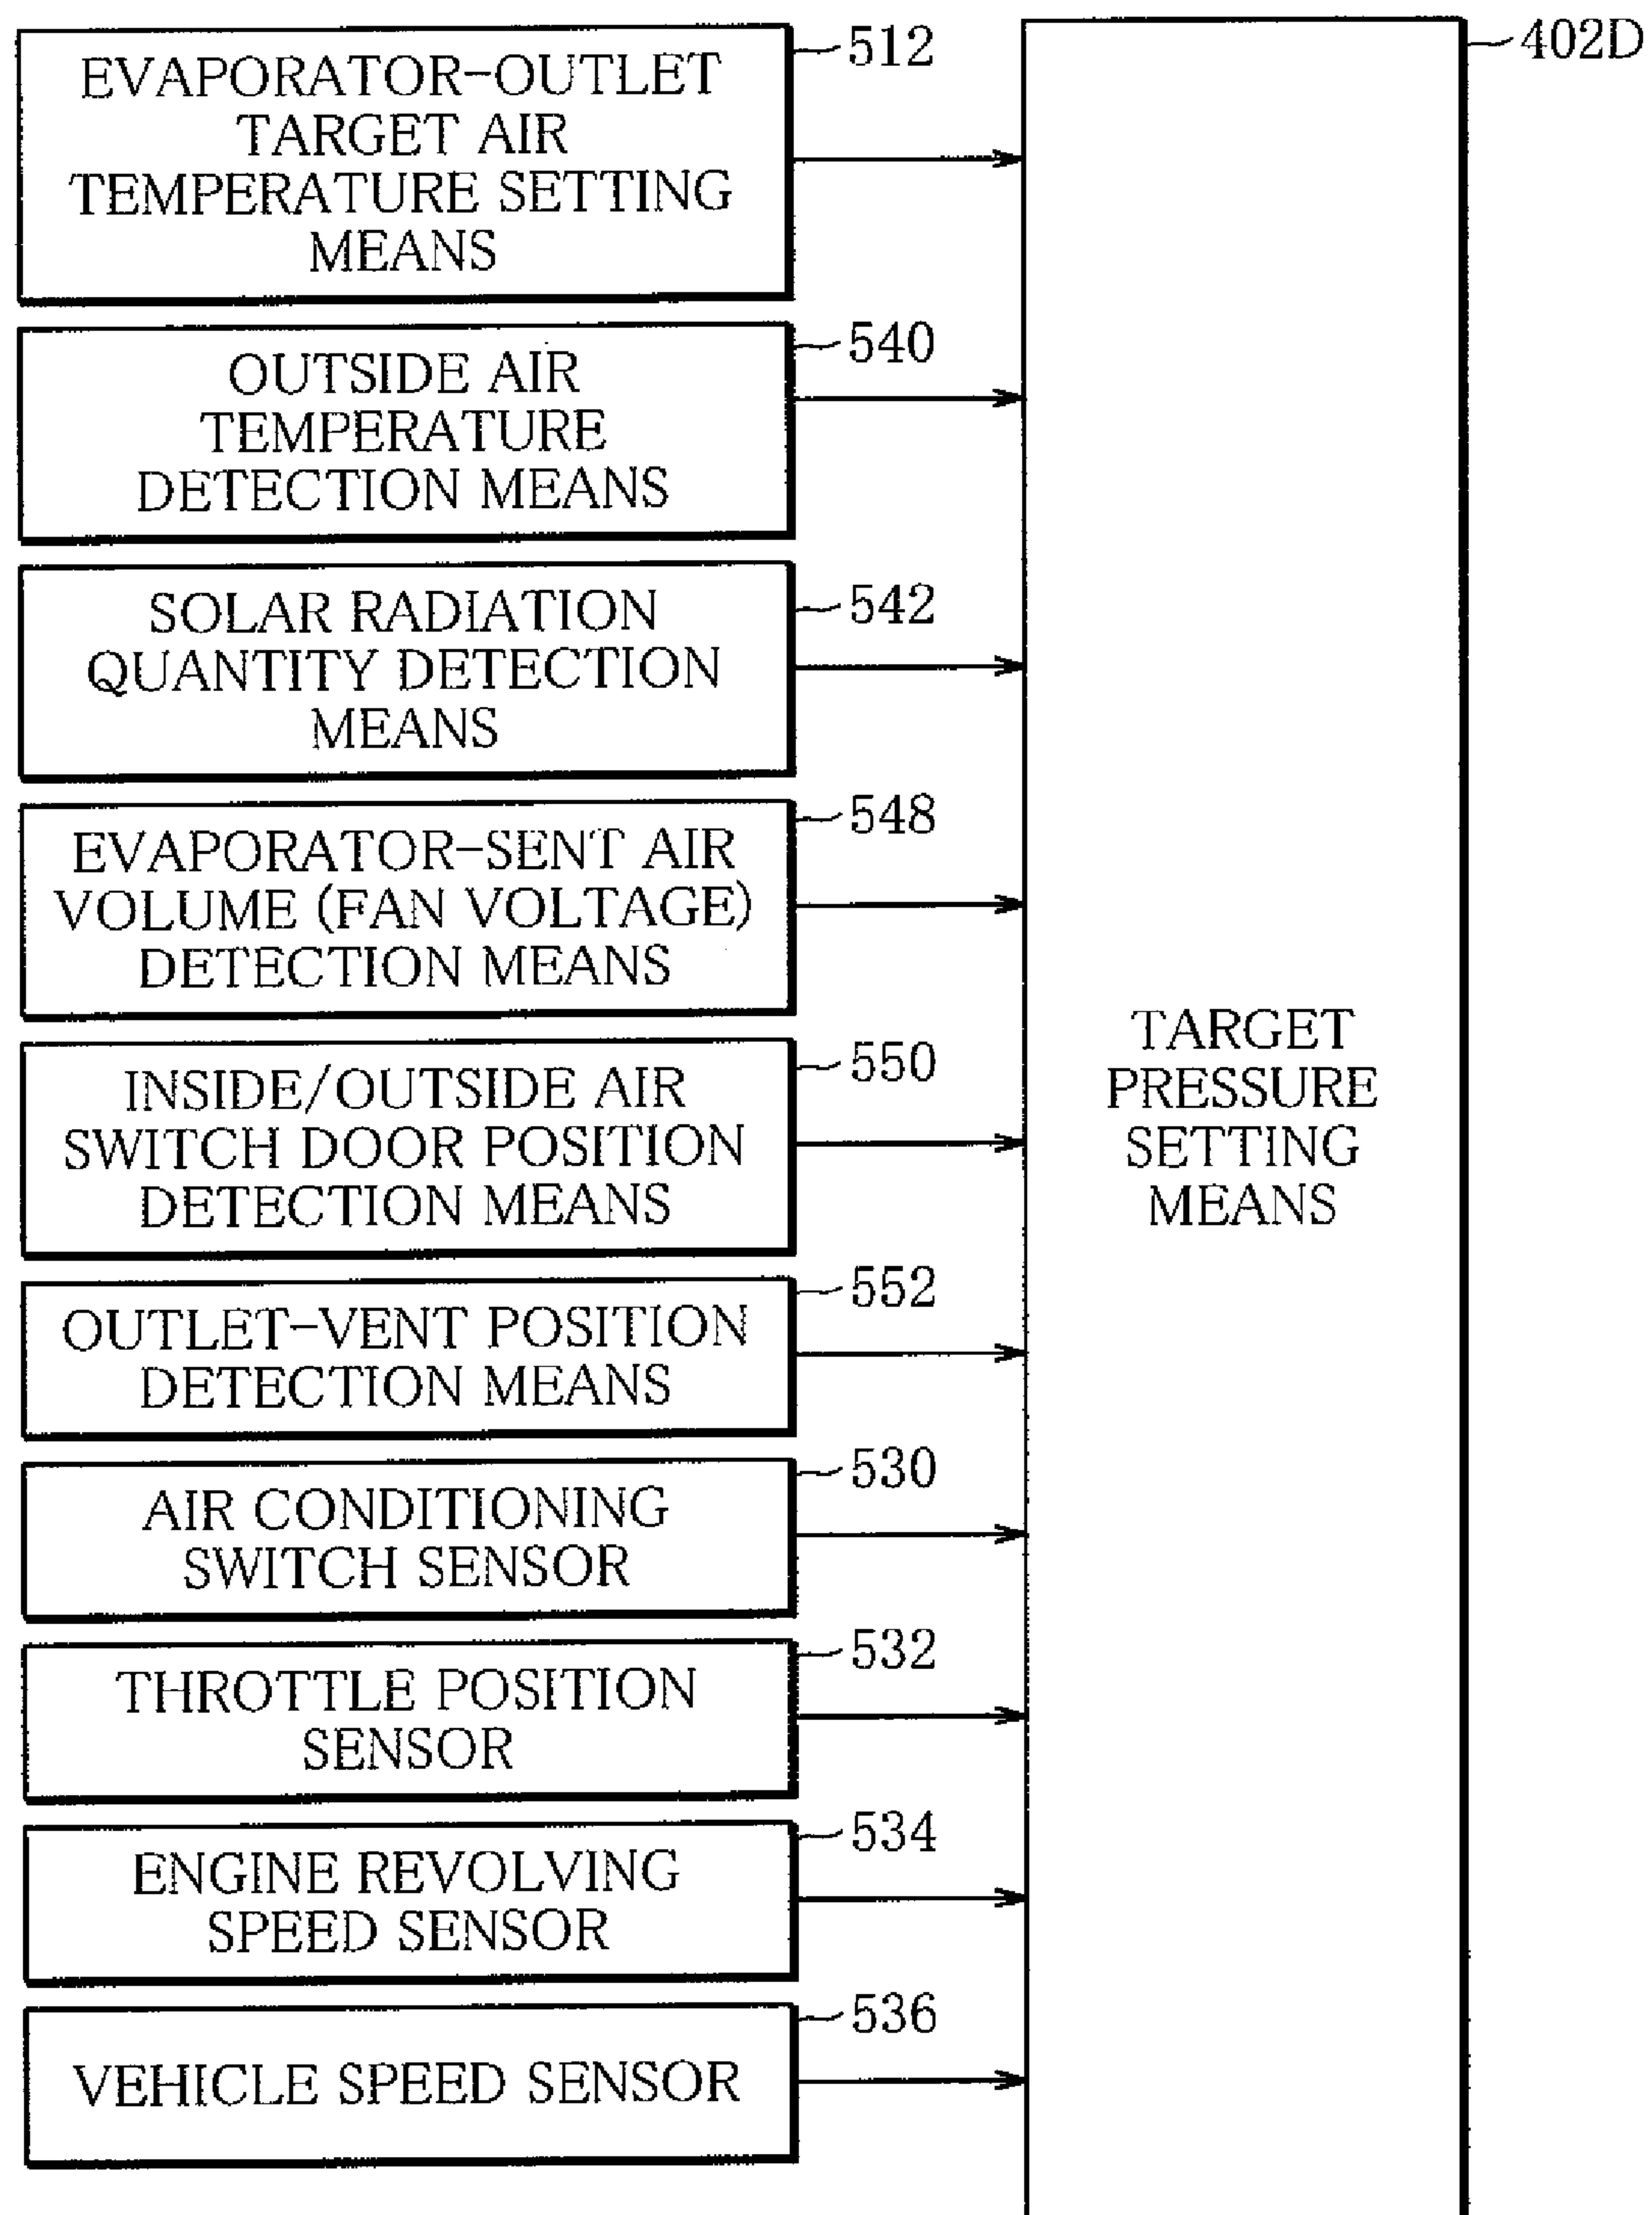 EVAPORATOR-OUTLET
TARGET AIR
TEMPERATURE SETTING
MEANS
512
OUTSIDE AIR
TEMPERATURE
DETECTION MEANS
540
SOLAR RADIATION
QUANTITY DETECTION
MEANS
542
EVAPORATOR-SENT AIR
VOLUME (FAN VOLTAGE)
DETECTION MEANS
548
INSIDE/OUTSIDE AIR
SWITCH DOOR POSITION
DETECTION MEANS
550
OUTLET-VENT POSITION
DETECTION MEANS
552
AIR CONDITIONING
SWITCH SENSOR
530
THROTTLE POSITION
SENSOR
532
ENGINE REVOLVING
SPEED SENSOR
534
VEHICLE SPEED SENSOR
536
TARGET
PRESSURE
SETTING
MEANS
402D